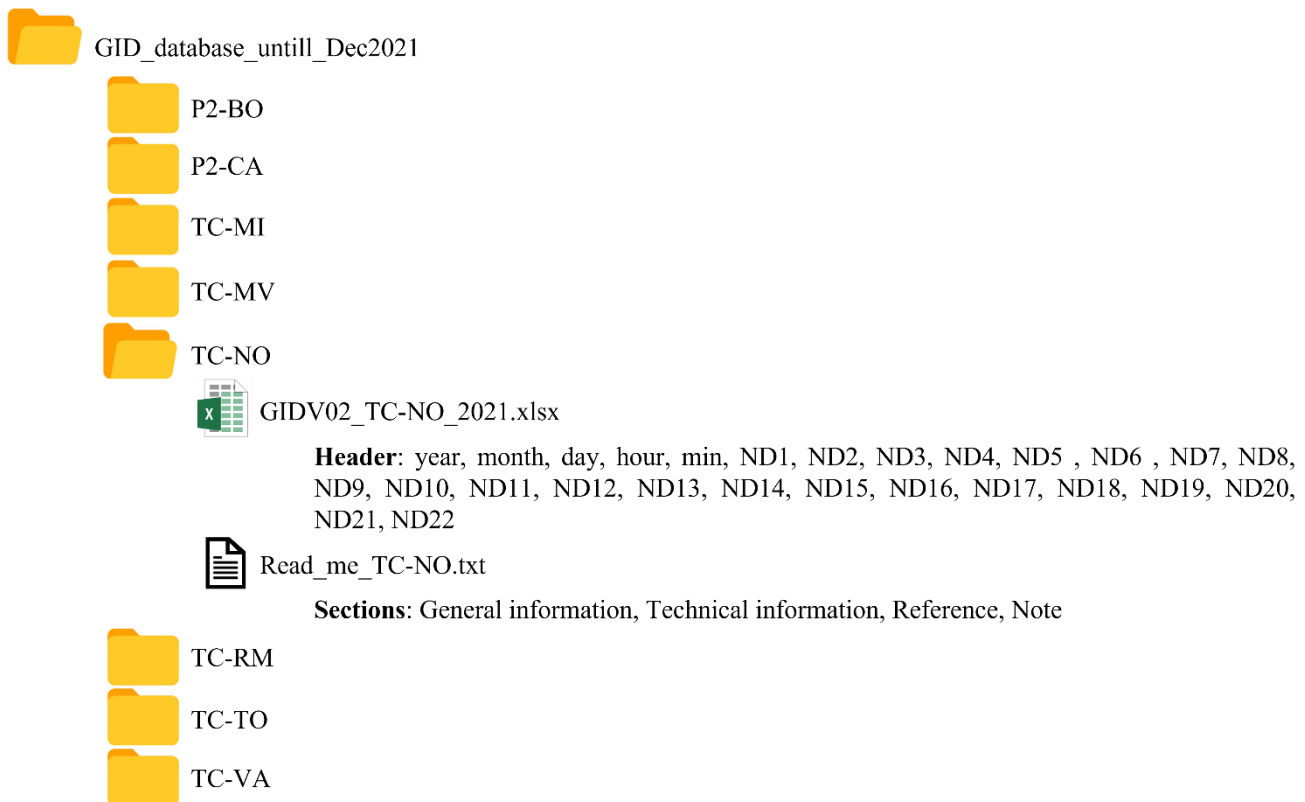 GID_database_untill_Dec2021
P2-BO
P2-CA
TC-MI
TC-MV
TC-NO
X
GIDV02_TC-NO_2021.xlsx
Header: year, month, day, hour, min, ND1, ND2, ND3, ND4, ND5 , ND6 , ND7, ND8,
ND9, ND10, ND11, ND12, ND13, ND14, ND15, ND16, ND17, ND18, ND19, ND20,
ND21, ND22
Read_me_TC-NO.txt
Sections: General information, Technical information, Reference, Note
TC-RM
TC-TO
TC-VA